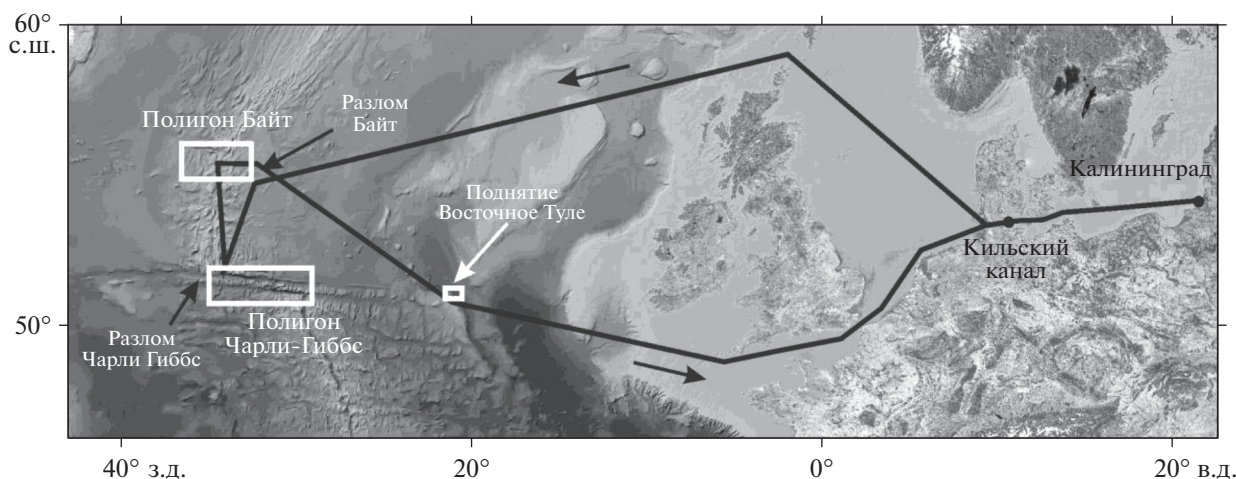 60°
с.ш.
Полигон Байт
Разлом
Байт
Калининград
Поднятие
Восточное Туле
Кильский
канал
50°
Полигон
Чарли-Гиббс
Разлом
Чарли Гиббс
40° з.д.
20°
0°
20° в.д.